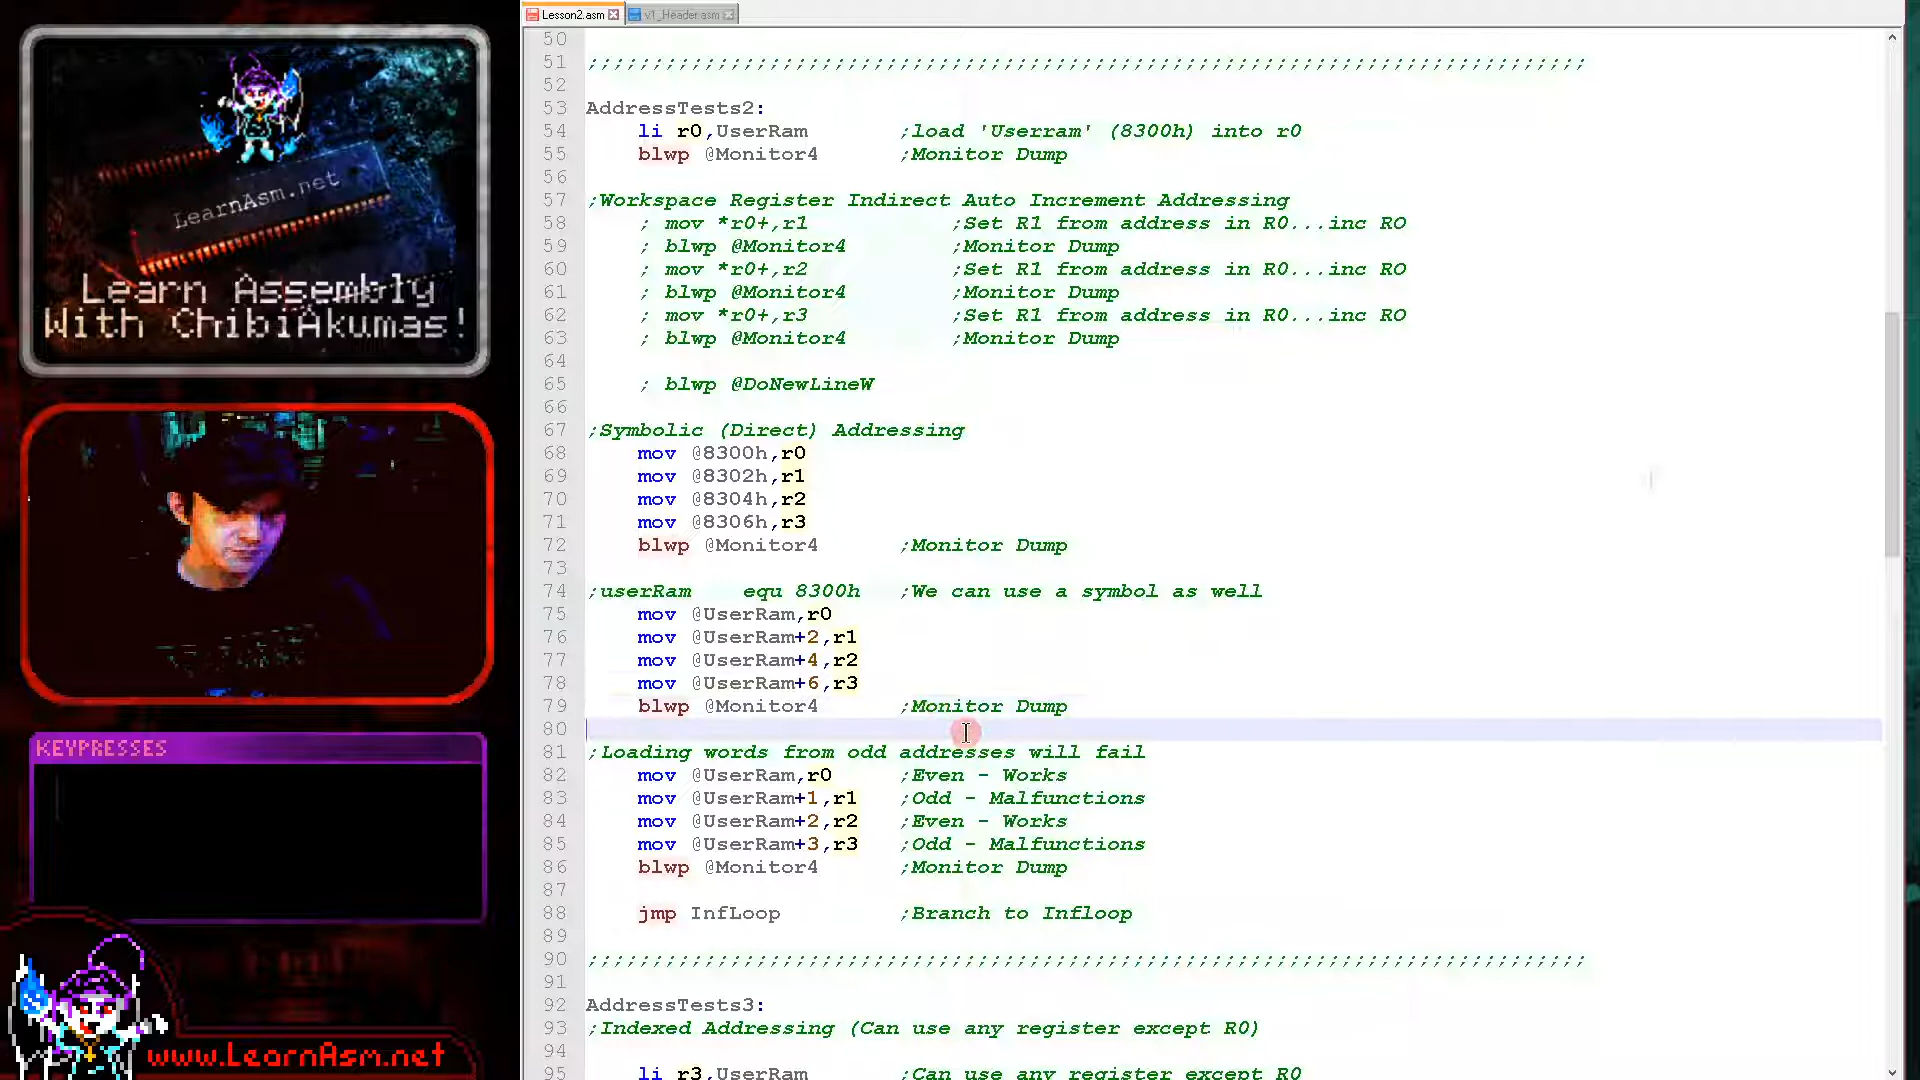 Lesson2.asm
v1_Header.asm
LearnAsm.net
Learn Assembly
With ChibiAkumas!
KEYPRESSES
www.LearnAsm.net
50
51 ;;;;;;;;;;;;;;;;;;;;;;;;;;;;;;;;;;;;;;;;;;;;;;;;;;;;;;;;;;;;;;;;;;;;;;;;;;;;
52
53 AddressTests2:
54 li r0,UserRam ;load 'Userram' (8300h) into r0
55 blwp @Monitor4 ;Monitor Dump
56
57 ;Workspace Register Indirect Auto Increment Addressing
58 ; mov *r0+,r1 ;Set R1 from address in R0...inc RO
59 ; blwp @Monitor4 ;Monitor Dump
60 ; mov *r0+,r2 ;Set R1 from address in R0...inc RO
61 ; blwp @Monitor4 ;Monitor Dump
62 ; mov *r0+,r3 ;Set R1 from address in R0...inc RO
63 ; blwp @Monitor4 ;Monitor Dump
64
65 ; blwp @DoNewLineW
66
67 ;Symbolic (Direct) Addressing
68 mov @8300h,r0
69 mov @8302h,r1
70 mov @8304h,r2
71 mov @8306h,r3
72 blwp @Monitor4 ;Monitor Dump
73
74 ;userRam equ 8300h ;We can use a symbol as well
75 mov @UserRam,r0
76 mov @UserRam+2,r1
77 mov @UserRam+4,r2
78 mov @UserRam+6,r3
79 blwp @Monitor4 ;Monitor Dump
80
81 ;Loading words from odd addresses will fail
82 mov @UserRam,r0 ;Even - Works
83 mov @UserRam+1,r1 ;Odd - Malfunctions
84 mov @UserRam+2,r2 ;Even - Works
85 mov @UserRam+3,r3 ;Odd - Malfunctions
86 blwp @Monitor4 ;Monitor Dump
87
88 jmp InfLoop ;Branch to Infloop
89
90 ;;;;;;;;;;;;;;;;;;;;;;;;;;;;;;;;;;;;;;;;;;;;;;;;;;;;;;;;;;;;;;;;;;;;;;;;;;;;
91
92 AddressTests3:
93 ;Indexed Addressing (Can use any register except R0)
94
95 li r3,UserRam ;Can use any register except R0